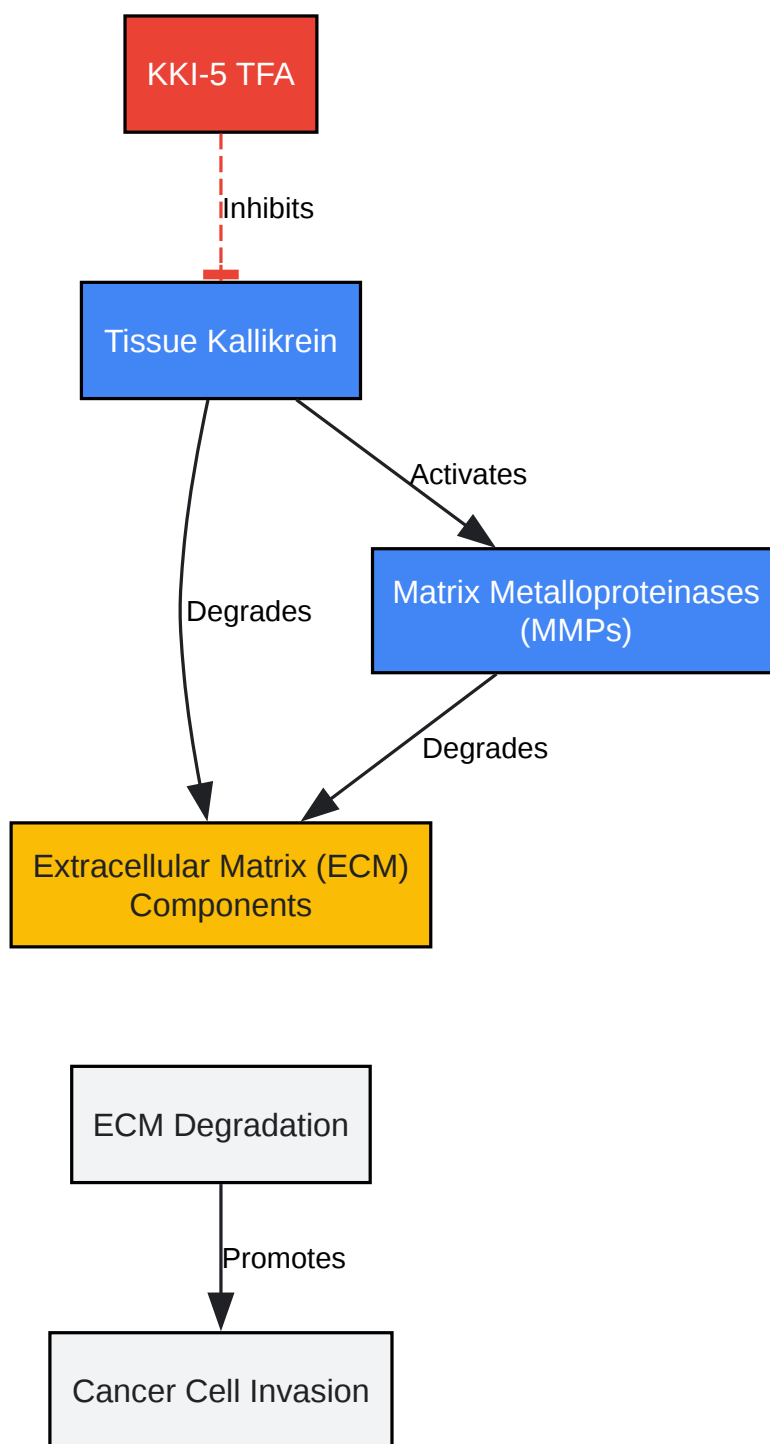 KKI-5 TFA
Inhibits
Tissue Kallikrein
Activates
Matrix Metalloproteinases
(MMPs)
Degrades
Degrades
Extracellular Matrix (ECM)
Components
ECM Degradation
Promotes
Cancer Cell Invasion